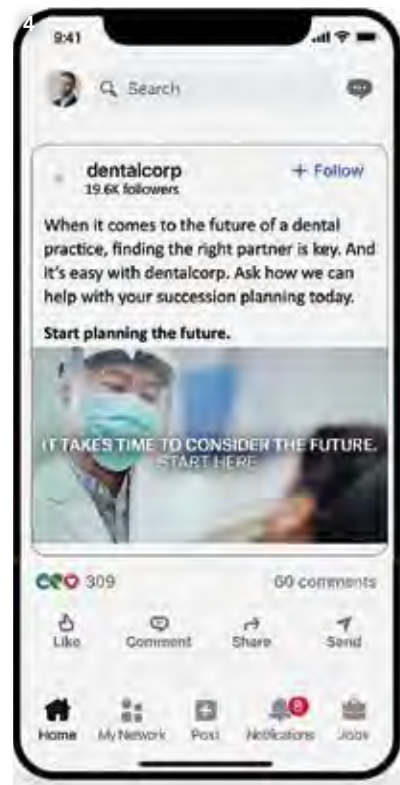 4
9:41
Search
dentalcorp
+ Follow
19.6K followers
When it comes to the future of a dental
practice, finding the right partner is key. And
it's easy with dentalcorp. Ask how we can
help with your succession planning today.
Start planning the future.
IT TAKES TIME TO CONSIDER THE FUTURE.
START HERE
309
60 comments
Like Comment Share Send
8
Home My Network Post Notifications Jobs